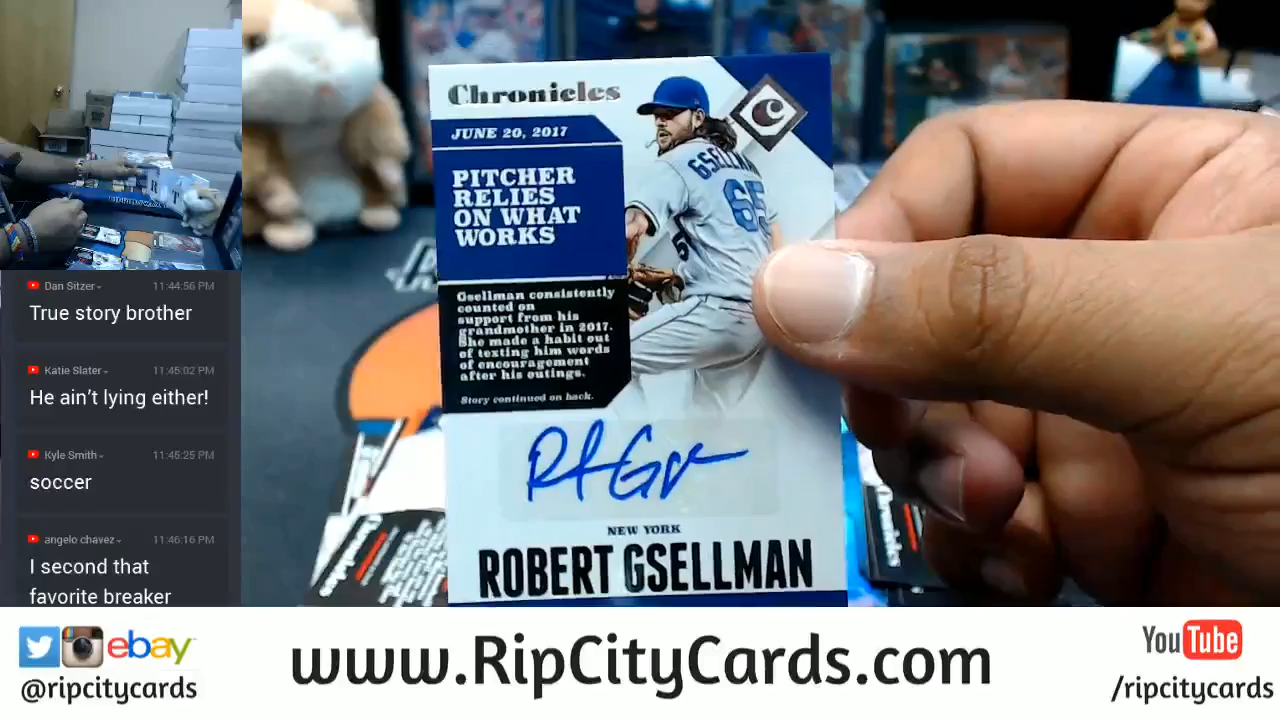 Dan Sitzer
11:44:56 PM
True story brother
Katie Slater
11:45:02 PM
He ain't lying either!
Kyle Smith
11:45:25 PM
soccer
angelo chavez
11:46:16 PM
I second that
favorite breaker
Chronicles
JUNE 20, 2017
PITCHER
RELIES
ON WHAT
WORKS
Gsellman consistently
counted on
support from his
grandmother in 2017.
She made a habit out
of texting him words
of encouragement
after his outings.
Story continued on back.
C
GSELLMAN
65
NEW YORK
ROBERT GSELLMAN
ebay
@ripcitycards
www.RipCityCards.com
YouTube
/ripcitycards